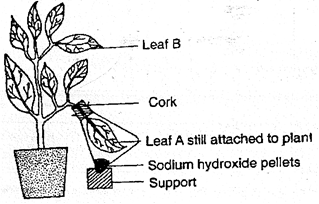 Leaf B
Cork
Leaf A still attached to plant
Sodium hydroxide pellets
Support